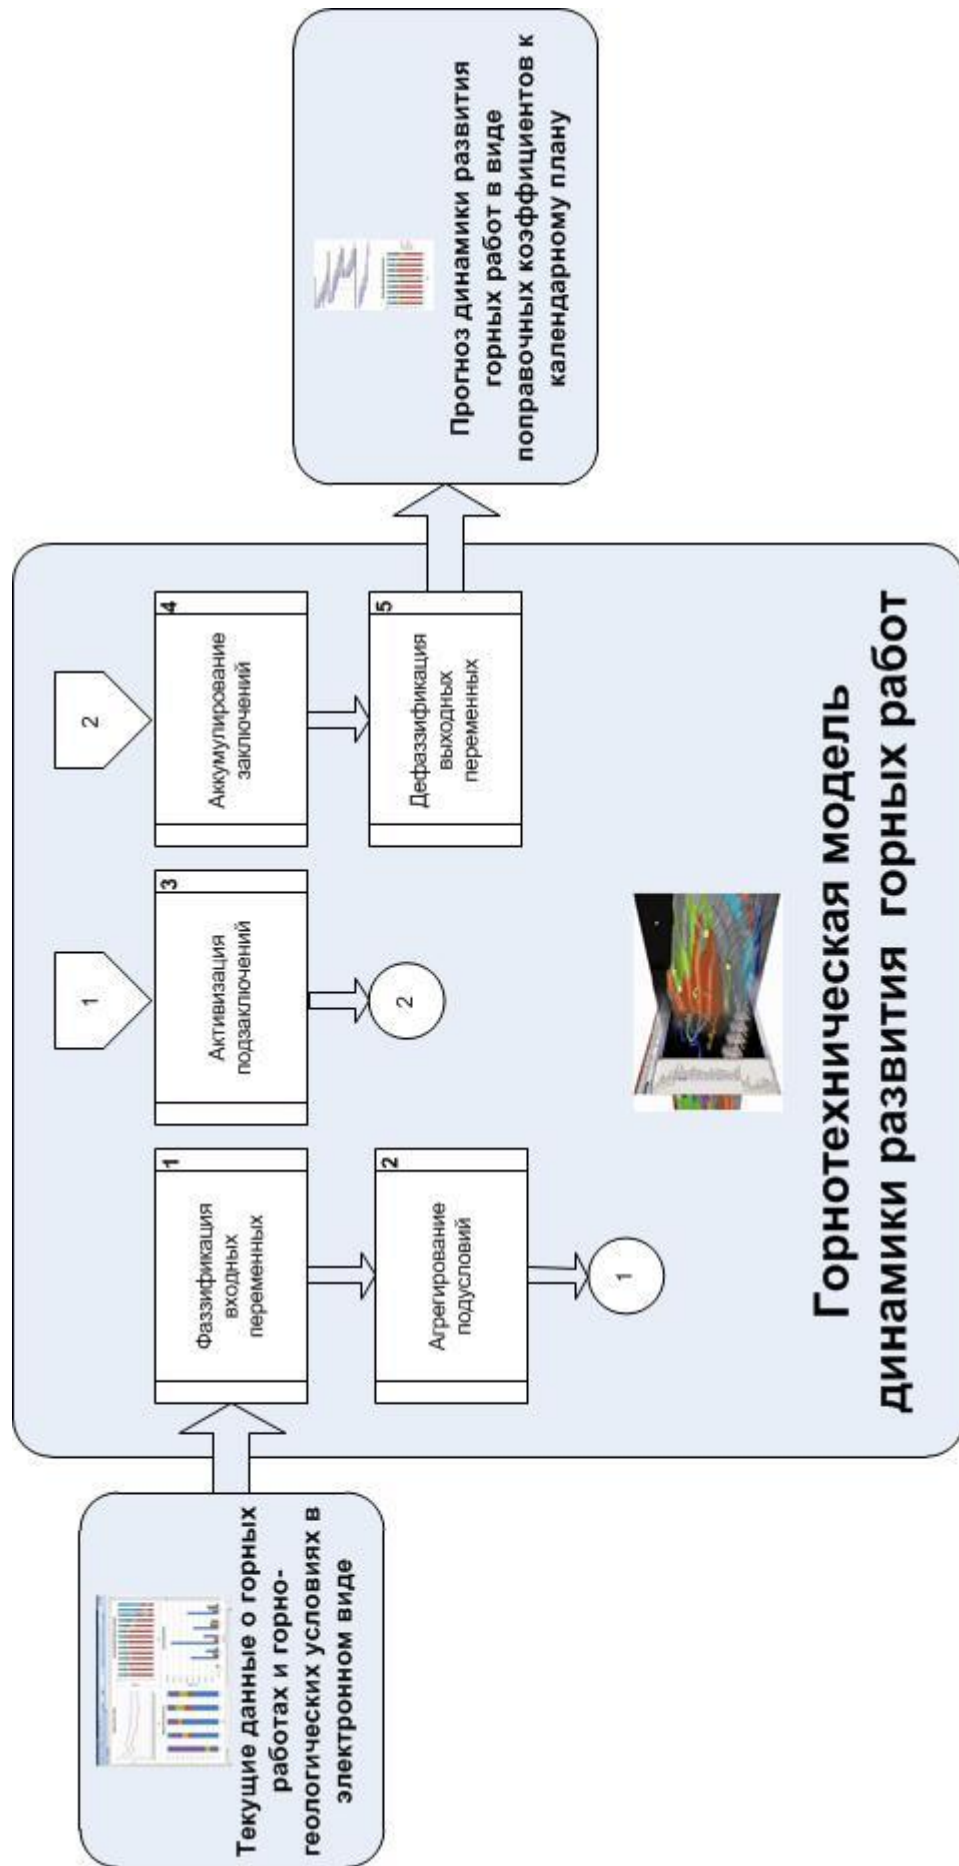 Текущие данные о горных
работах и горно-
геологических условиях в
электронном виде
1
Фаззификация
входных
переменных
2
Агрегирование
подусловий
1
1
3
Активизация
подзаключений
2
2
4
Аккумулирование
заключений
5
Дефаззификация
выходных
переменных
Горнотехническая модель
динамики развития горных работ
Прогноз динамики развития
горных работ в виде
поправочных коэффициентов к
календарному плану